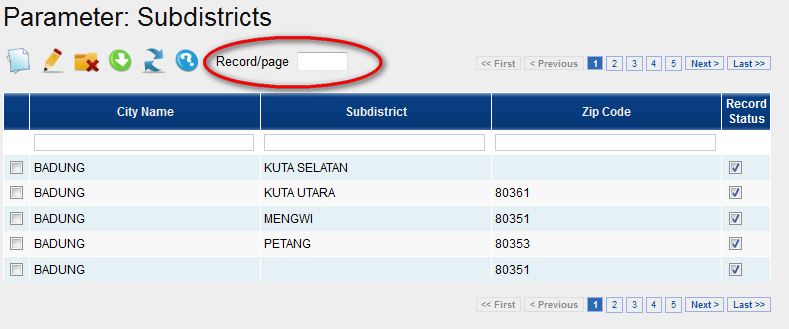 Parameter: Subdistricts
Record/page
<< First < Previous 1 2 3 4 5 Next > Last >>
City Name Subdistrict Zip Code Record Status
BADUNG KUTA SELATAN
BADUNG KUTA UTARA 80361
BADUNG MENGWI 80351
BADUNG PETANG 80353
BADUNG 80351
<< First < Previous 1 2 3 4 5 Next > Last >>